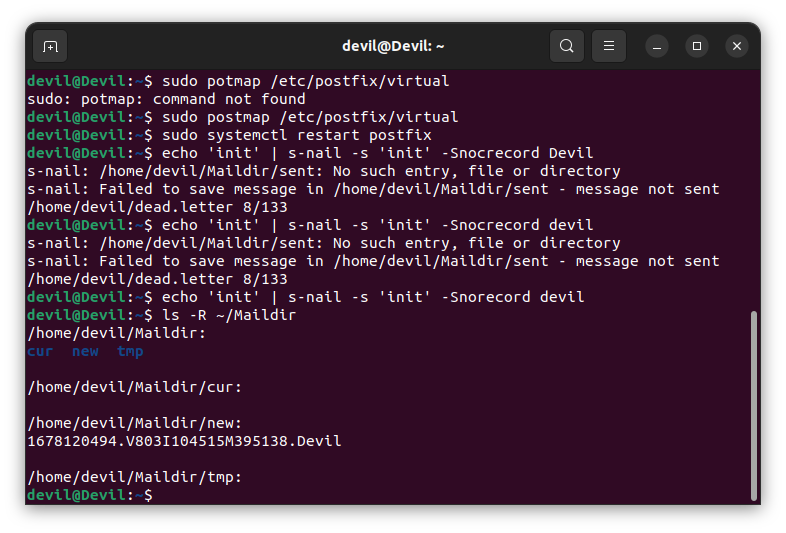 devil@Devil: ~
devil@Devil:~$ sudo potmap /etc/postfix/virtual
sudo: potmap: command not found
devil@Devil:~$ sudo postmap /etc/postfix/virtual
devil@Devil:~$ sudo systemctl restart postfix
devil@Devil:~$ echo 'init' | s-nail -s 'init' -Snocrecord Devil
s-nail: /home/devil/Maildir/sent: No such entry, file or directory
s-nail: Failed to save message in /home/devil/Maildir/sent - message not sent
/home/devil/dead.letter 8/133
devil@Devil:~$ echo 'init' | s-nail -s 'init' -Snocrecord devil
s-nail: /home/devil/Maildir/sent: No such entry, file or directory
s-nail: Failed to save message in /home/devil/Maildir/sent - message not sent
/home/devil/dead.letter 8/133
devil@Devil:~$ echo 'init' | s-nail -s 'init' -Snorecord devil
devil@Devil:~$ ls -R ~/Maildir
/home/devil/Maildir:
cur  new  tmp
/home/devil/Maildir/cur:
/home/devil/Maildir/new:
1678120494.V803I104515M395138.Devil
/home/devil/Maildir/tmp:
devil@Devil:~$